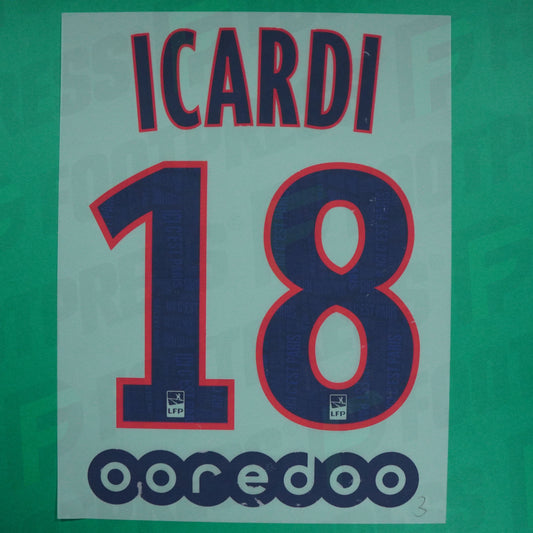 ICARDI
18
LFP LFP
ooredoo
3